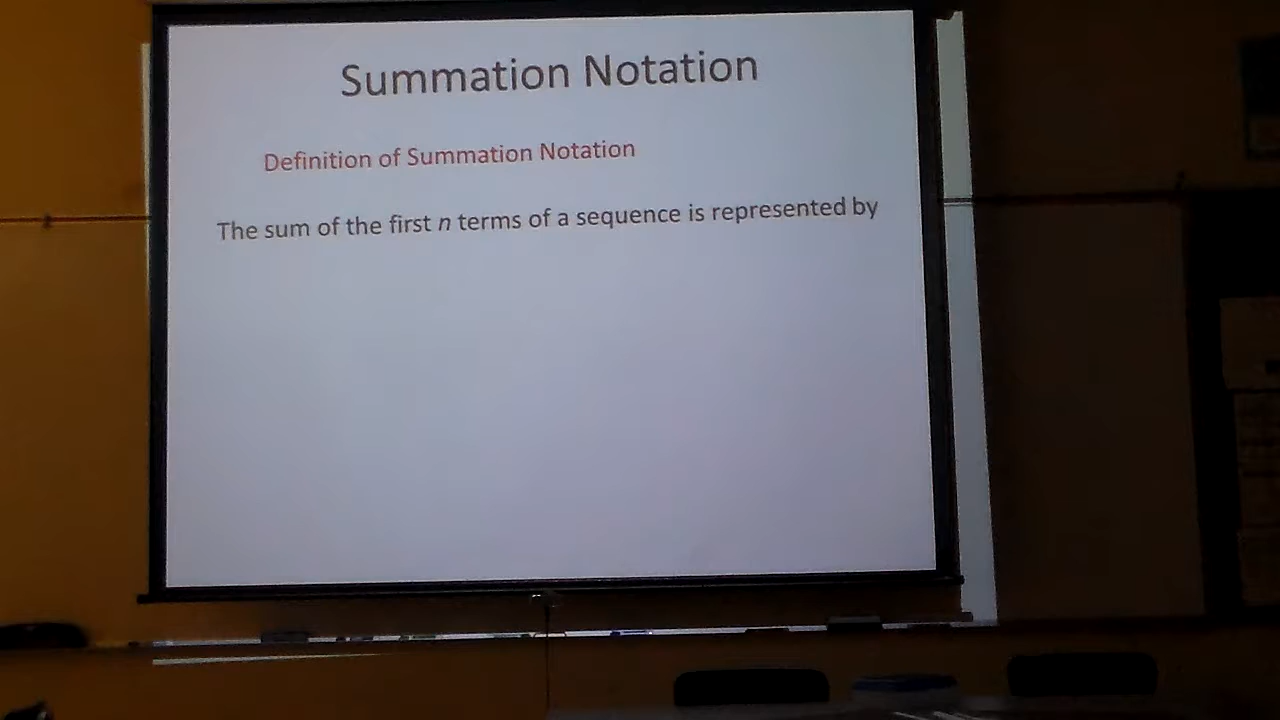 Summation Notation
Definition of Summation Notation
The sum of the first n terms of a sequence is represented by